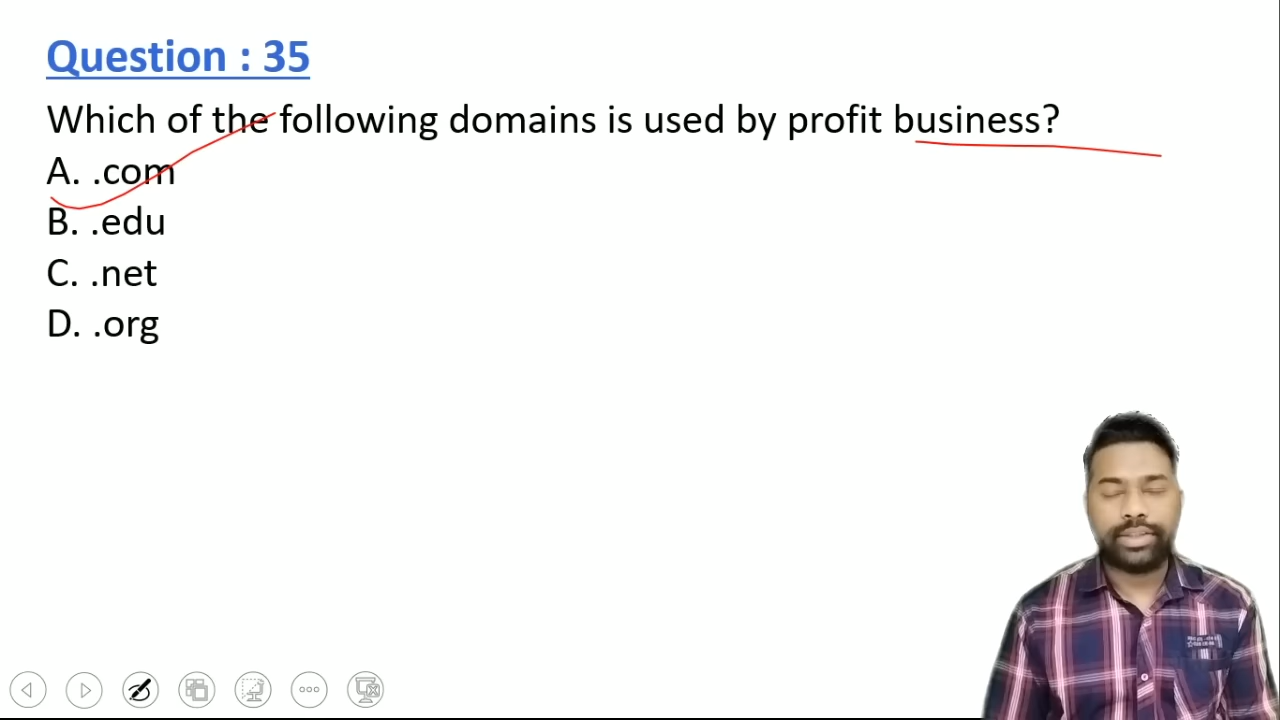 Question : 35
Which of the following domains is used by profit business?
A. .com
B. .edu
C. .net
D. .org